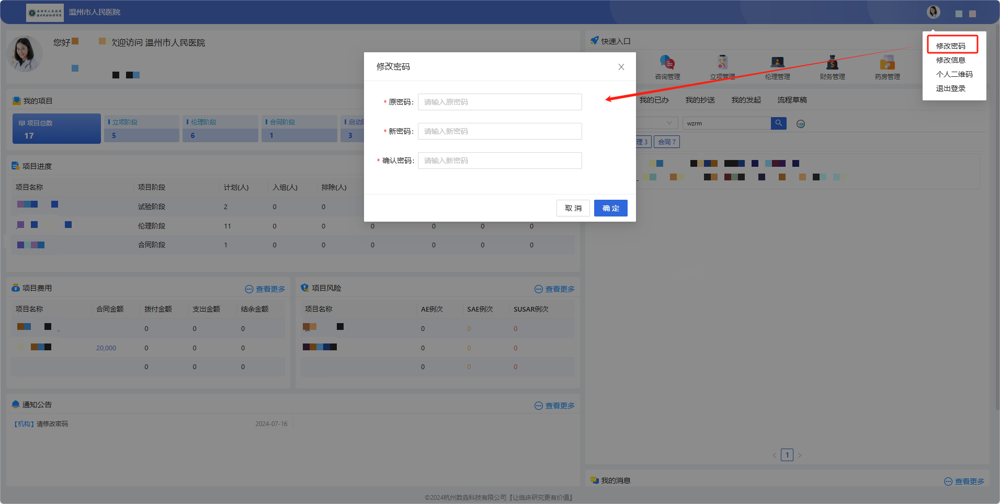 温州市人民医院
您好
欢迎访问 温州市人民医院
快速入口
修改密码
修改信息
个人二维码
退出登录
咨询管理
立项管理
伦理管理
财务管理
药房管理
修改密码
* 原密码: 请输入原密码
* 新密码: 请输入新密码
* 确认密码: 请输入新密码
取 消
确 定
我的项目
项目总数
17
立项阶段
5
伦理阶段
6
合同阶段
1
启动
3
我的已办 我的抄送 我的发起 流程草稿
wzrm
理 3
合同 7
项目进度
项目名称 项目阶段 计划(人) 入组(人) 排除(人)
试验阶段 2 0 0
伦理阶段 11 0 0 0 0 0 0
合同阶段 1 0 0 0 0 0 0
项目费用
查看更多
项目名称 合同金额 拨付金额 支出金额 结余金额
0 0 0
20,000 0 0 0
0 0 0
项目风险
查看更多
项目名称 AE例次 SAE例次 SUSAR例次
0 0 0
0 0 0
0 0 0
通知公告
查看更多
【机构】请修改密码 2024-07-16
1
我的消息
查看更多
©2024杭州数垚科技有限公司『让临床研究更有价值』